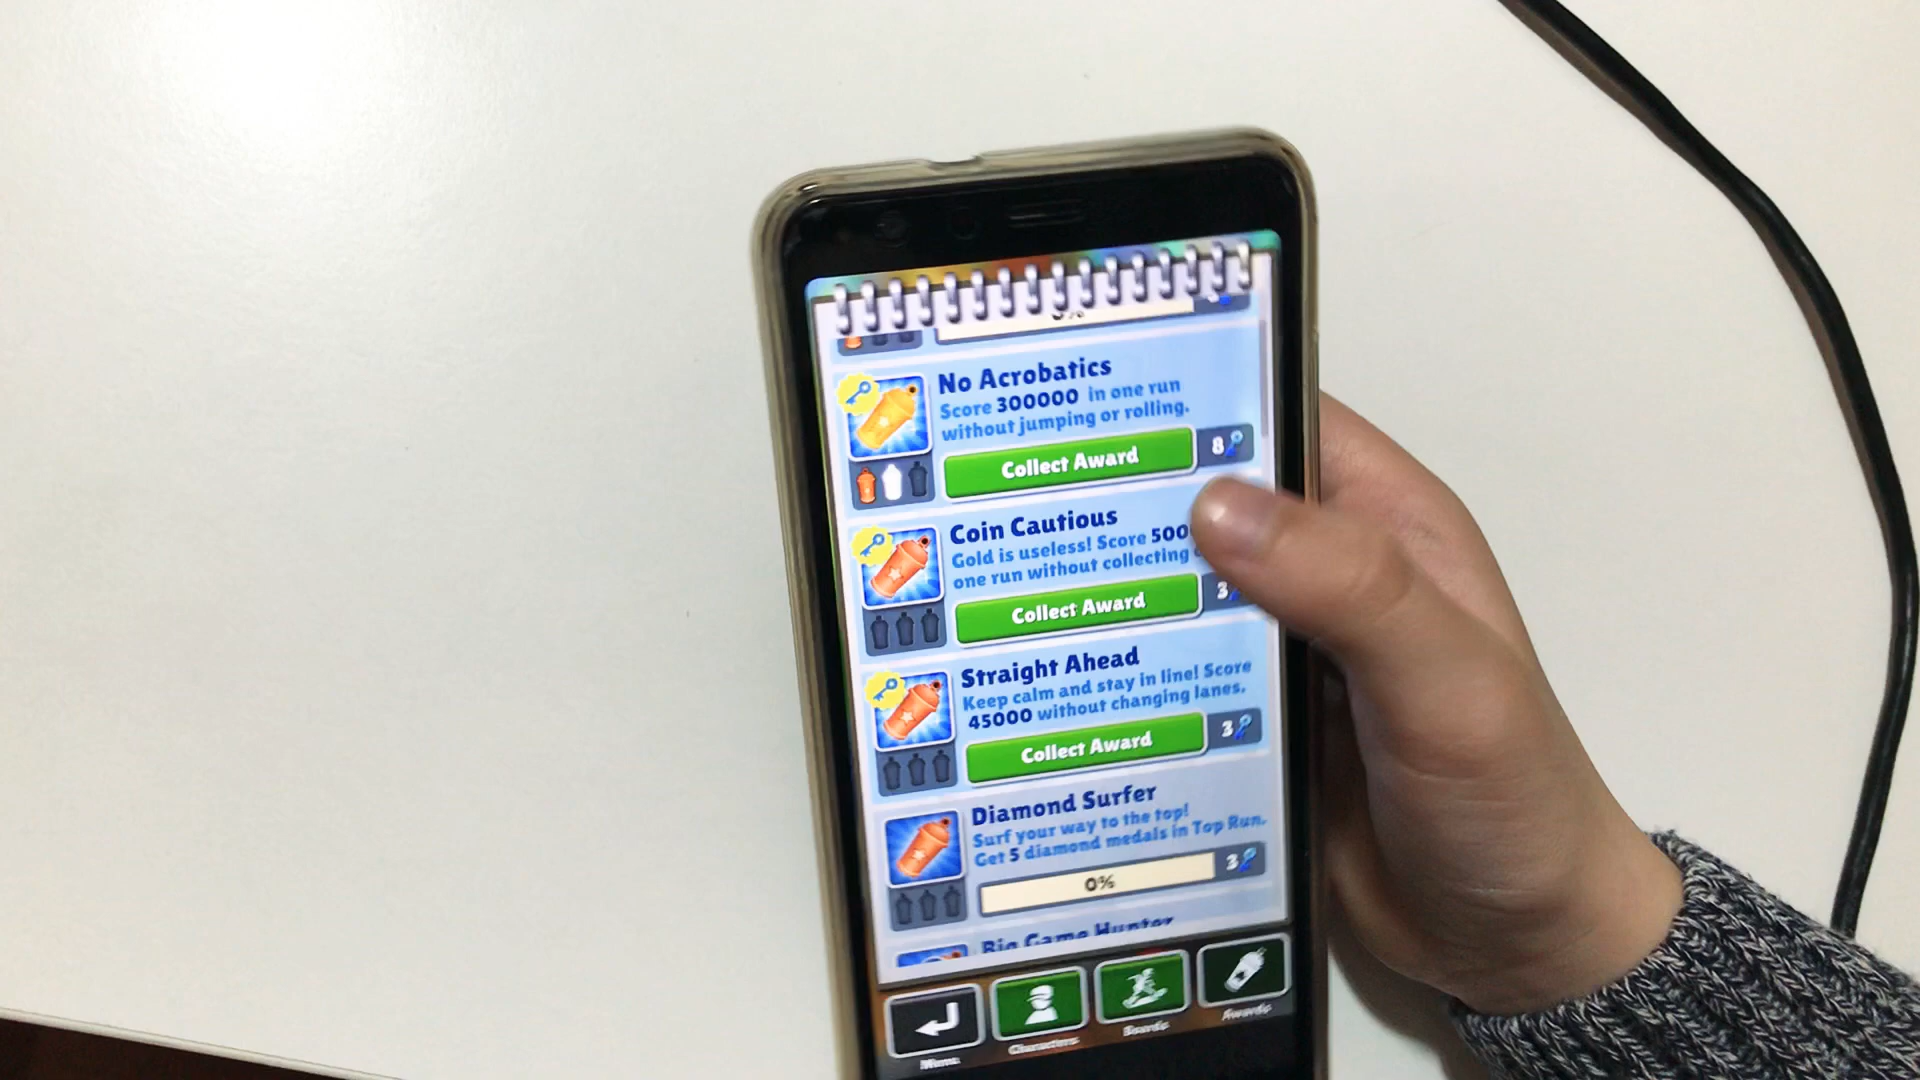 No Acrobatics
Score 300000 in one run
without jumping or rolling.
Collect Award
8
Coin Cautious
Gold is useless! Score 500
one run without collecting
Collect Award
3
Straight Ahead
Keep calm and stay in line! Score
45000 without changing lanes.
Collect Award
3
Diamond Surfer
Surf your way to the top!
Get 5 diamond medals in Top Run.
0%
3
Big Game Hunter
Menu
Characters
Boards
Awards